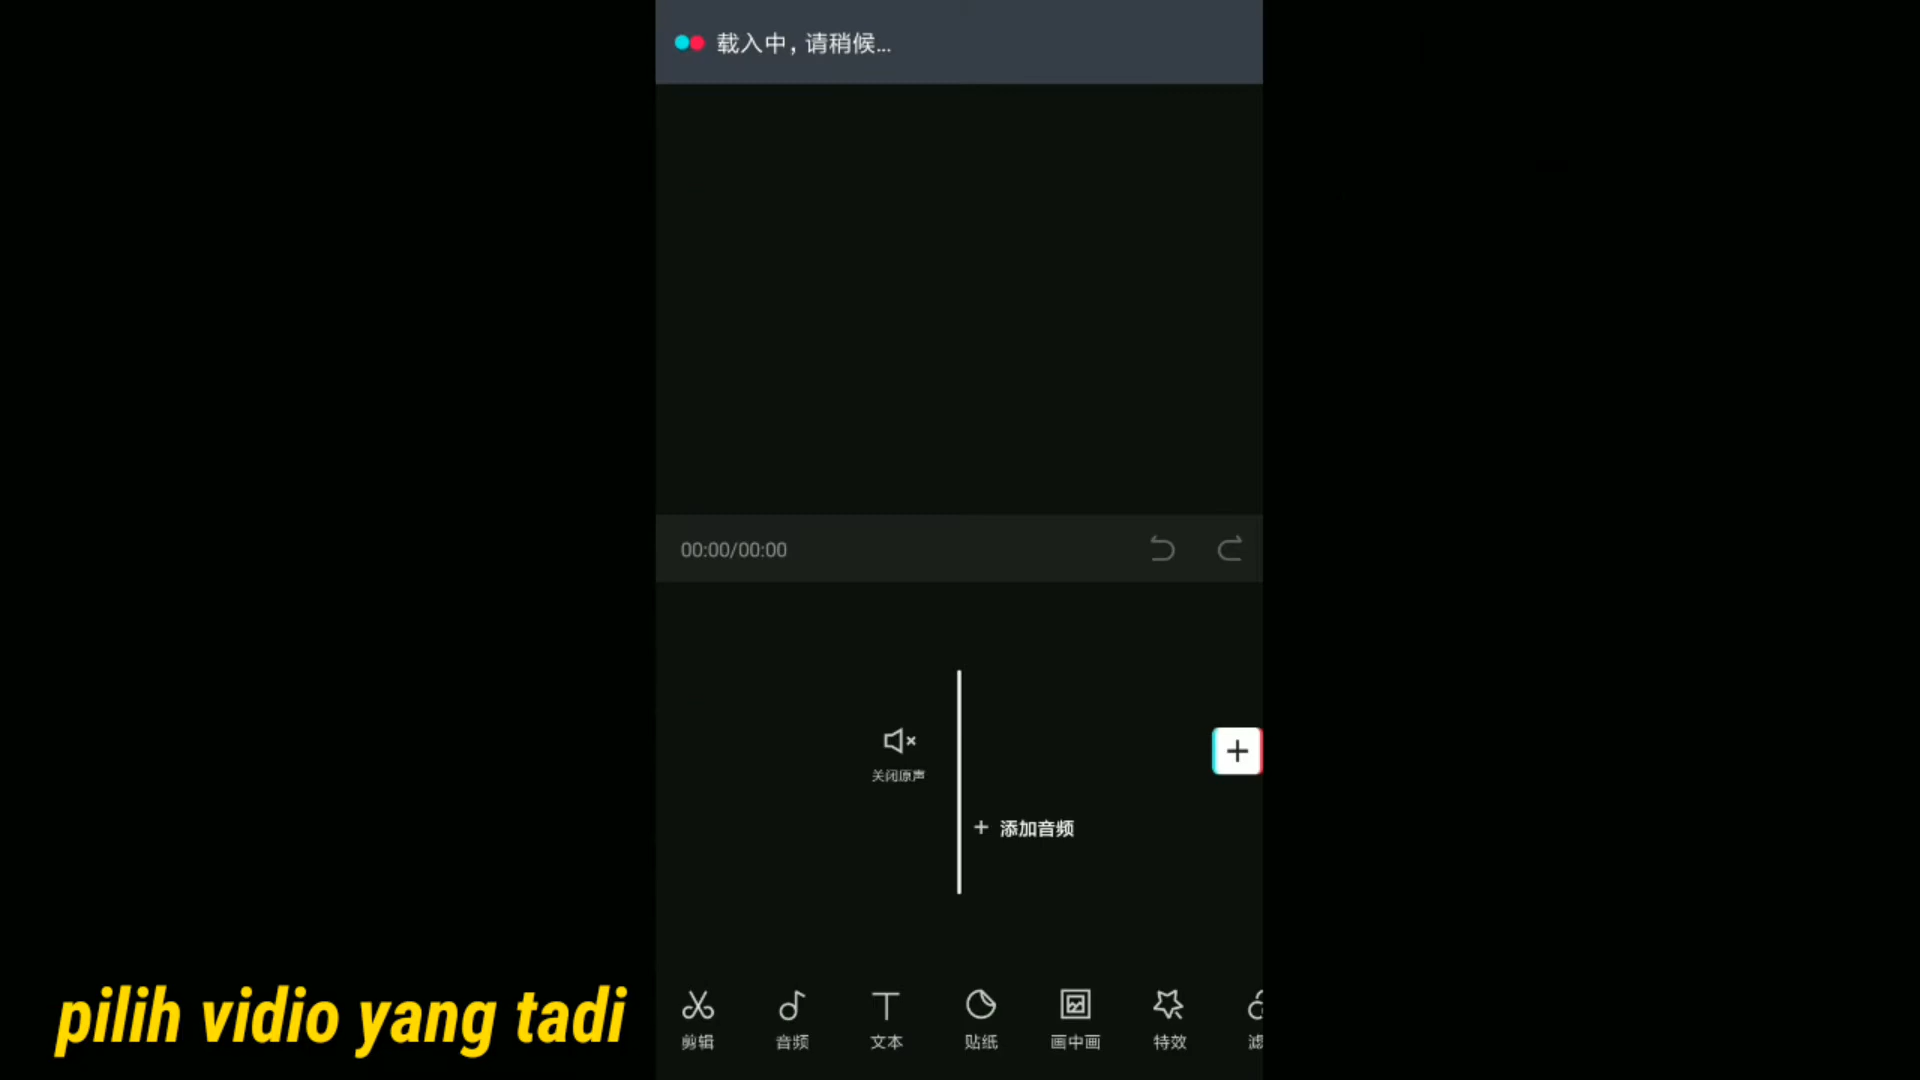 载入中，请稍候...
00:00/00:00
关闭原声
+ 添加音频
剪辑 音频 文本 贴纸 画中画 特效 滤
pilih vidio yang tadi